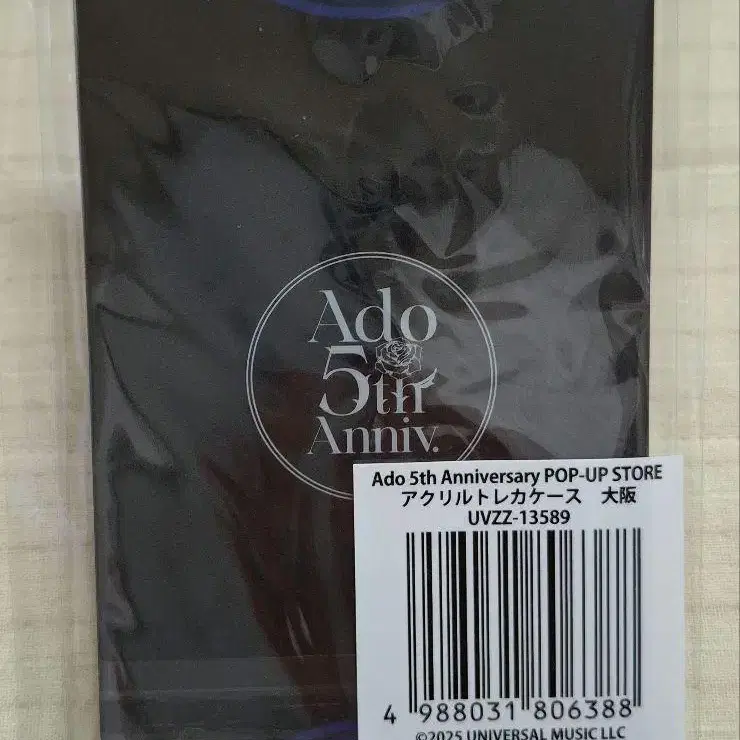 Ado
5th
Anniv.
Ado 5th Anniversary POP-UP STORE
アクリルトレカケース　大阪
UVZZ-13589
4 988031 806388
©2025 UNIVERSAL MUSIC LLC